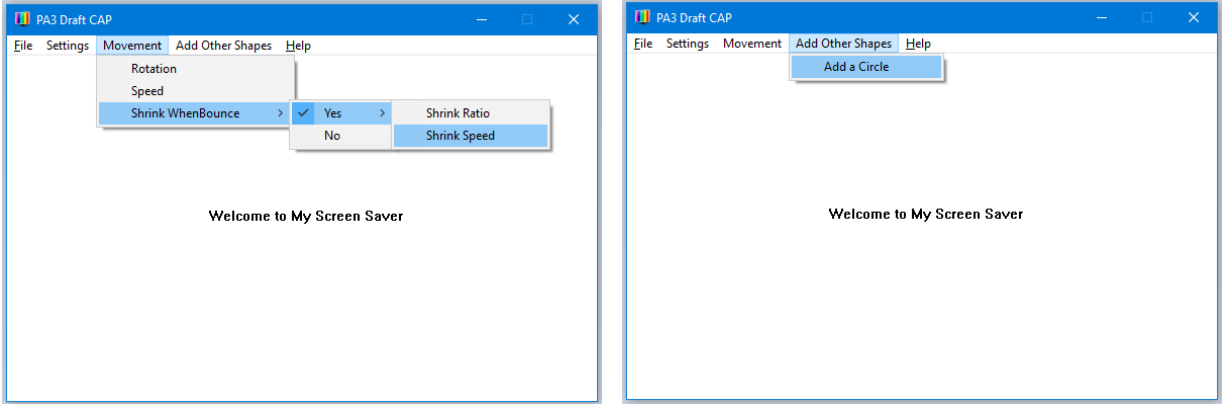 PA3 Draft CAP
File Settings Movement Add Other Shapes Help
Rotation
Speed
Shrink WhenBounce
Yes
No
Shrink Ratio
Shrink Speed
Welcome to My Screen Saver
PA3 Draft CAP
File Settings Movement Add Other Shapes Help
Add a Circle
Welcome to My Screen Saver